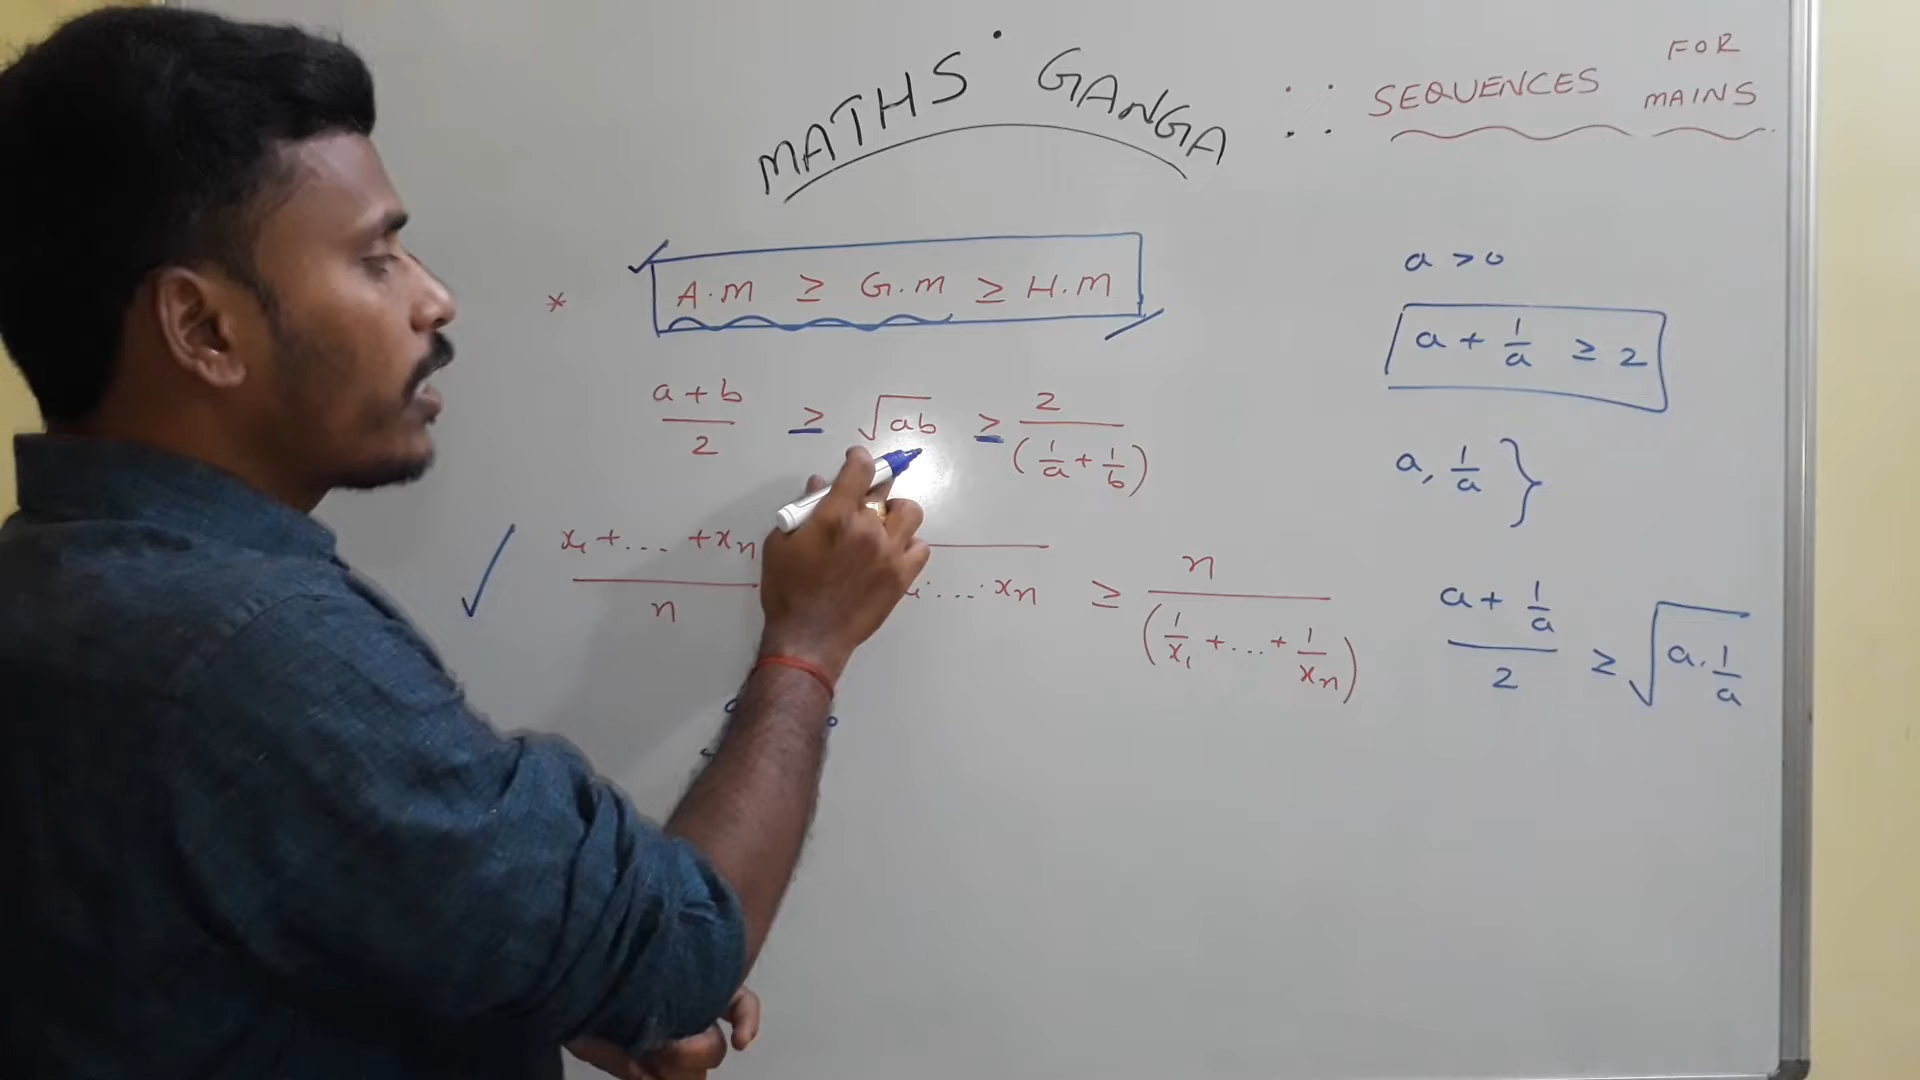 MATHS GANGA
∵ ∴ SEQUENCES FOR MAINS
* A.M ≥ G.M ≥ H.M
(a + b)/2 ≥ √ab ≥ 2/(1/a + 1/b)
✓ (x₁ + ... + xₙ)/n
... xₙ ≥ n/(1/x₁ + ... + 1/xₙ)
a > 0
a + 1/a ≥ 2
a, 1/a }
(a + 1/a)/2 ≥ √(a . 1/a)